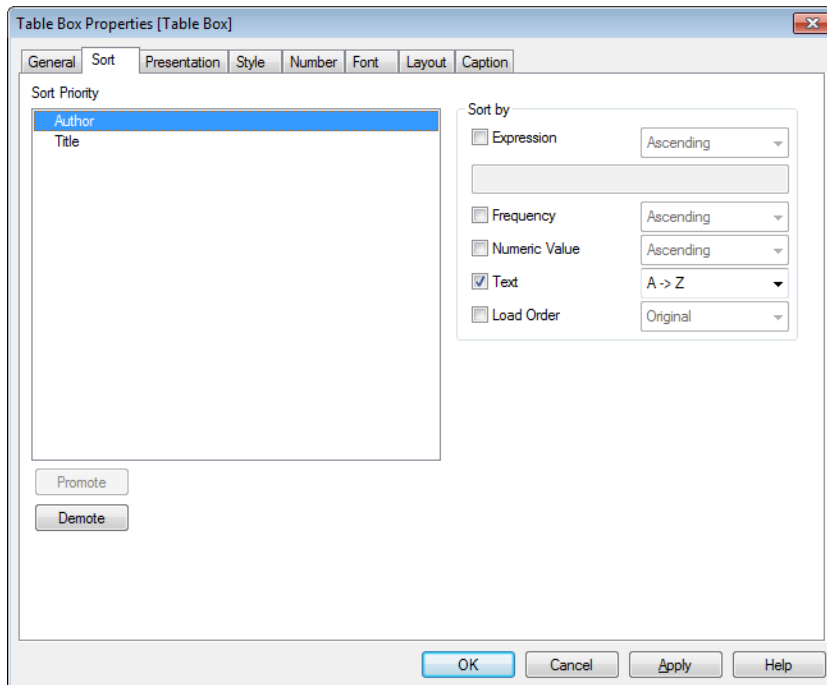 Table Box Properties [Table Box]
General Sort Presentation Style Number Font Layout Caption
Sort Priority
Author
Title
Sort by
Expression Ascending
Frequency Ascending
Numeric Value Ascending
Text A -> Z
Load Order Original
Promote
Demote
OK Cancel Apply Help